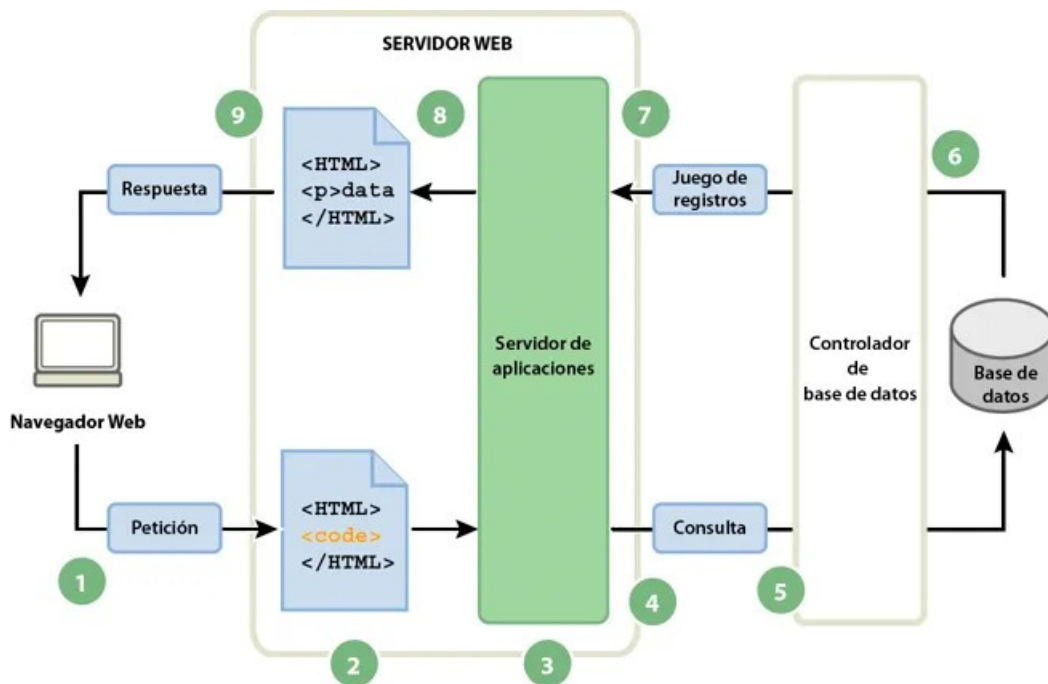 SERVIDOR WEB
9
8
7
6
<HTML>
<p>data
</HTML>
Respuesta
Juego de
registros
Servidor de
aplicaciones
Controlador
de
base de datos
Base de
datos
Navegador Web
Petición
<HTML>
<code>
</HTML>
Consulta
1
2
3
4
5